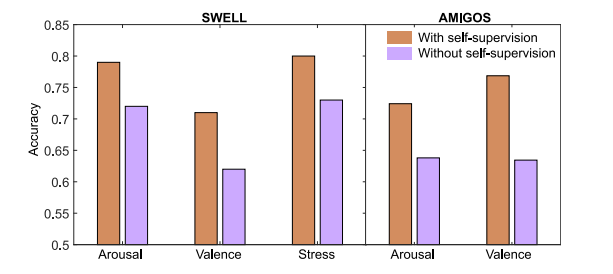 SWELL
AMIGOS
With self-supervision
Without self-supervision
Accuracy
0.85
0.8
0.75
0.7
0.65
0.6
0.55
0.5
Arousal Valence Stress Arousal Valence